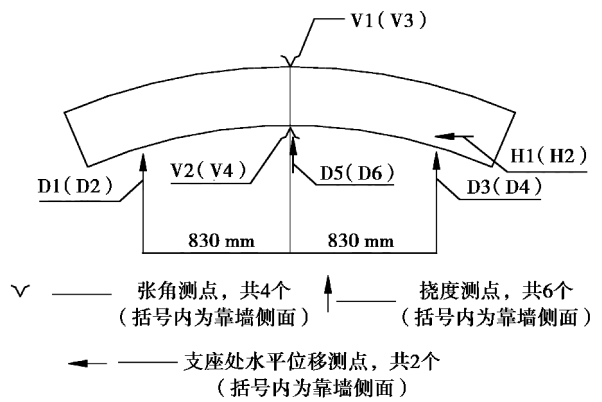 V1(V3)
H1(H2)
D1(D2)
V2(V4)
D5(D6)
D3(D4)
830 mm
830 mm
张角测点，共4个
（括号内为靠墙侧面）
挠度测点，共6个
（括号内为靠墙侧面）
支座处水平位移测点，共2个
（括号内为靠墙侧面）